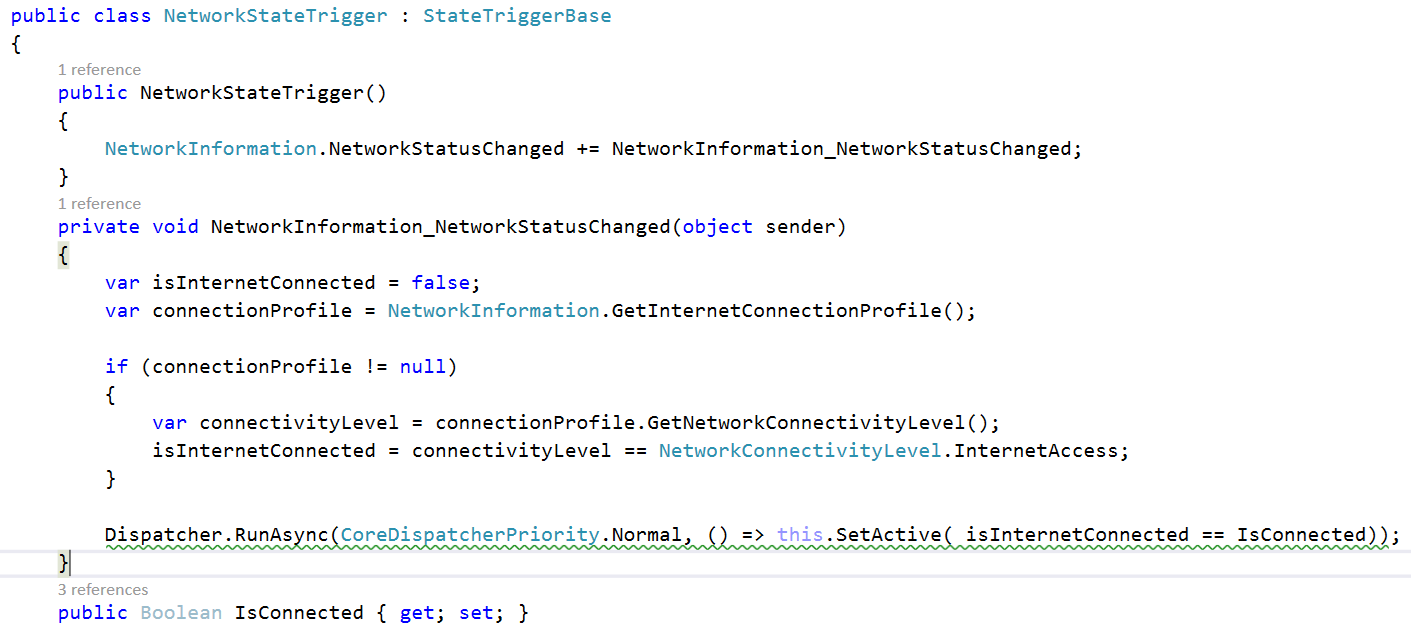 public class NetworkStateTrigger : StateTriggerBase
{
1 reference
public NetworkStateTrigger()
{
NetworkInformation.NetworkStatusChanged += NetworkInformation_NetworkStatusChanged;
}
1 reference
private void NetworkInformation_NetworkStatusChanged(object sender)
{
var isInternetConnected = false;
var connectionProfile = NetworkInformation.GetInternetConnectionProfile();
if (connectionProfile != null)
{
var connectivityLevel = connectionProfile.GetNetworkConnectivityLevel();
isInternetConnected = connectivityLevel == NetworkConnectivityLevel.InternetAccess;
}
Dispatcher.RunAsync(CoreDispatcherPriority.Normal, () => this.SetActive( isInternetConnected == IsConnected));
}
3 references
public Boolean IsConnected { get; set; }